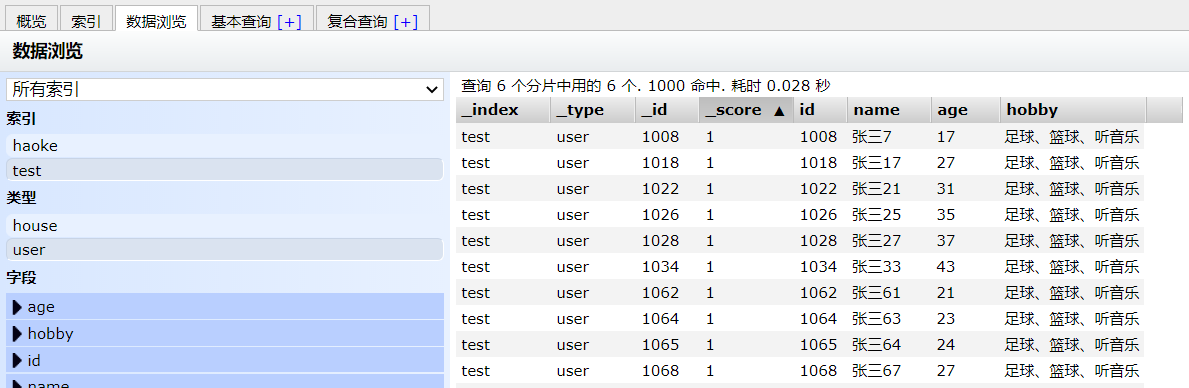 概览 索引 数据浏览 基本查询 [+] 复合查询 [+]
数据浏览
所有索引
索引
haoke
test
类型
house
user
字段
age
hobby
id
name
查询 6 个分片中用的 6 个. 1000 命中. 耗时 0.028 秒
_index _type _id _score ▲ id name age hobby
test user 1008 1 1008 张三7 17 足球、篮球、听音乐
test user 1018 1 1018 张三17 27 足球、篮球、听音乐
test user 1022 1 1022 张三21 31 足球、篮球、听音乐
test user 1026 1 1026 张三25 35 足球、篮球、听音乐
test user 1028 1 1028 张三27 37 足球、篮球、听音乐
test user 1034 1 1034 张三33 43 足球、篮球、听音乐
test user 1062 1 1062 张三61 21 足球、篮球、听音乐
test user 1064 1 1064 张三63 23 足球、篮球、听音乐
test user 1065 1 1065 张三64 24 足球、篮球、听音乐
test user 1068 1 1068 张三67 27 足球、篮球、听音乐